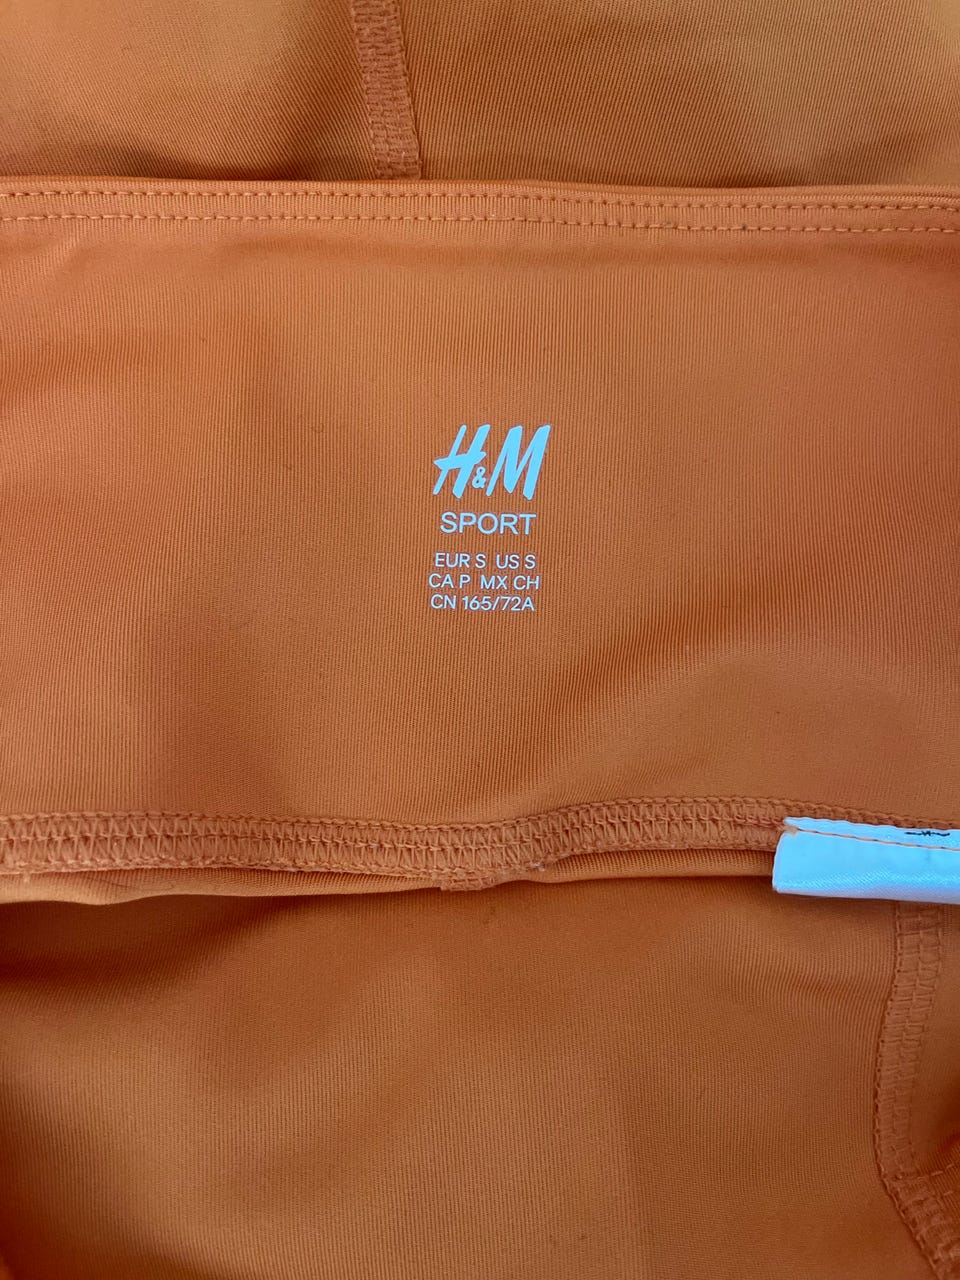 H&M
SPORT
EUR S US S
CA P MX CH
CN 165/72A